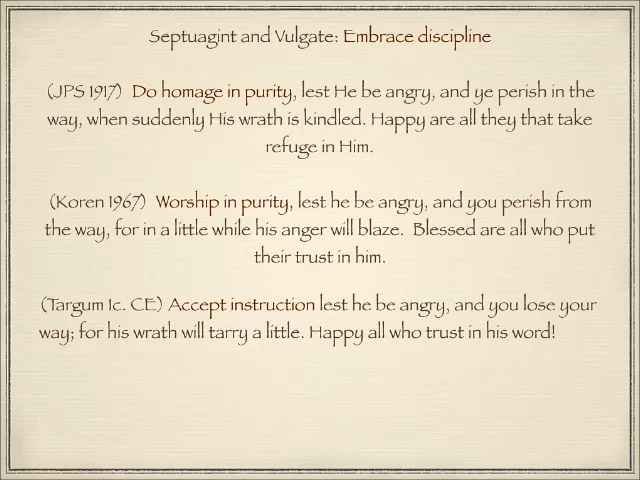 Septuagint and Vulgate: Embrace discipline
(JPS 1917) Do homage in purity, lest He be angry, and ye perish in the
way, when suddenly His wrath is kindled. Happy are all they that take
refuge in Him.
(Koren 1967) Worship in purity, lest he be angry, and you perish from
the way, for in a little while his anger will blaze. Blessed are all who put
their trust in him.
(Targum 1c. CE) Accept instruction lest he be angry, and you lose your
way; for his wrath will tarry a little. Happy all who trust in his word!